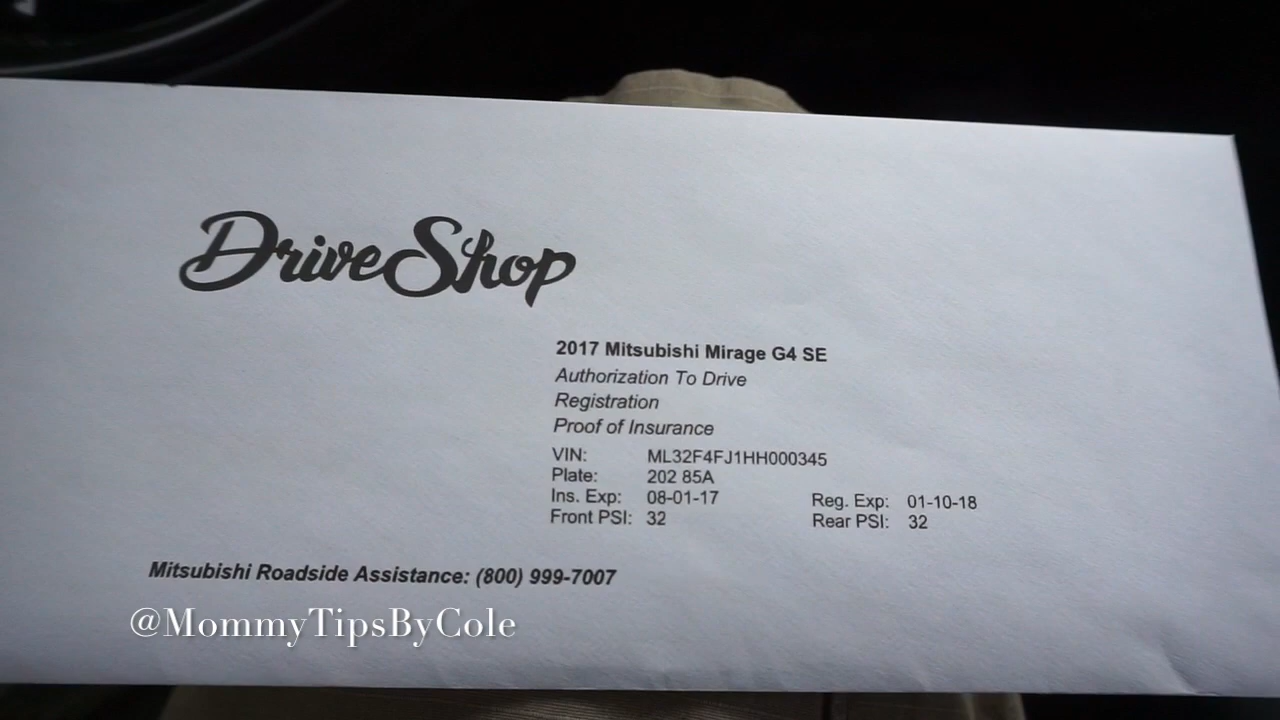 DriveShop
2017 Mitsubishi Mirage G4 SE
Authorization To Drive
Registration
Proof of Insurance
VIN: ML32F4FJ1HH000345
Plate: 202 85A
Ins. Exp: 08-01-17 Reg. Exp: 01-10-18
Front PSI: 32 Rear PSI: 32
Mitsubishi Roadside Assistance: (800) 999-7007
@MommyTipsByCole